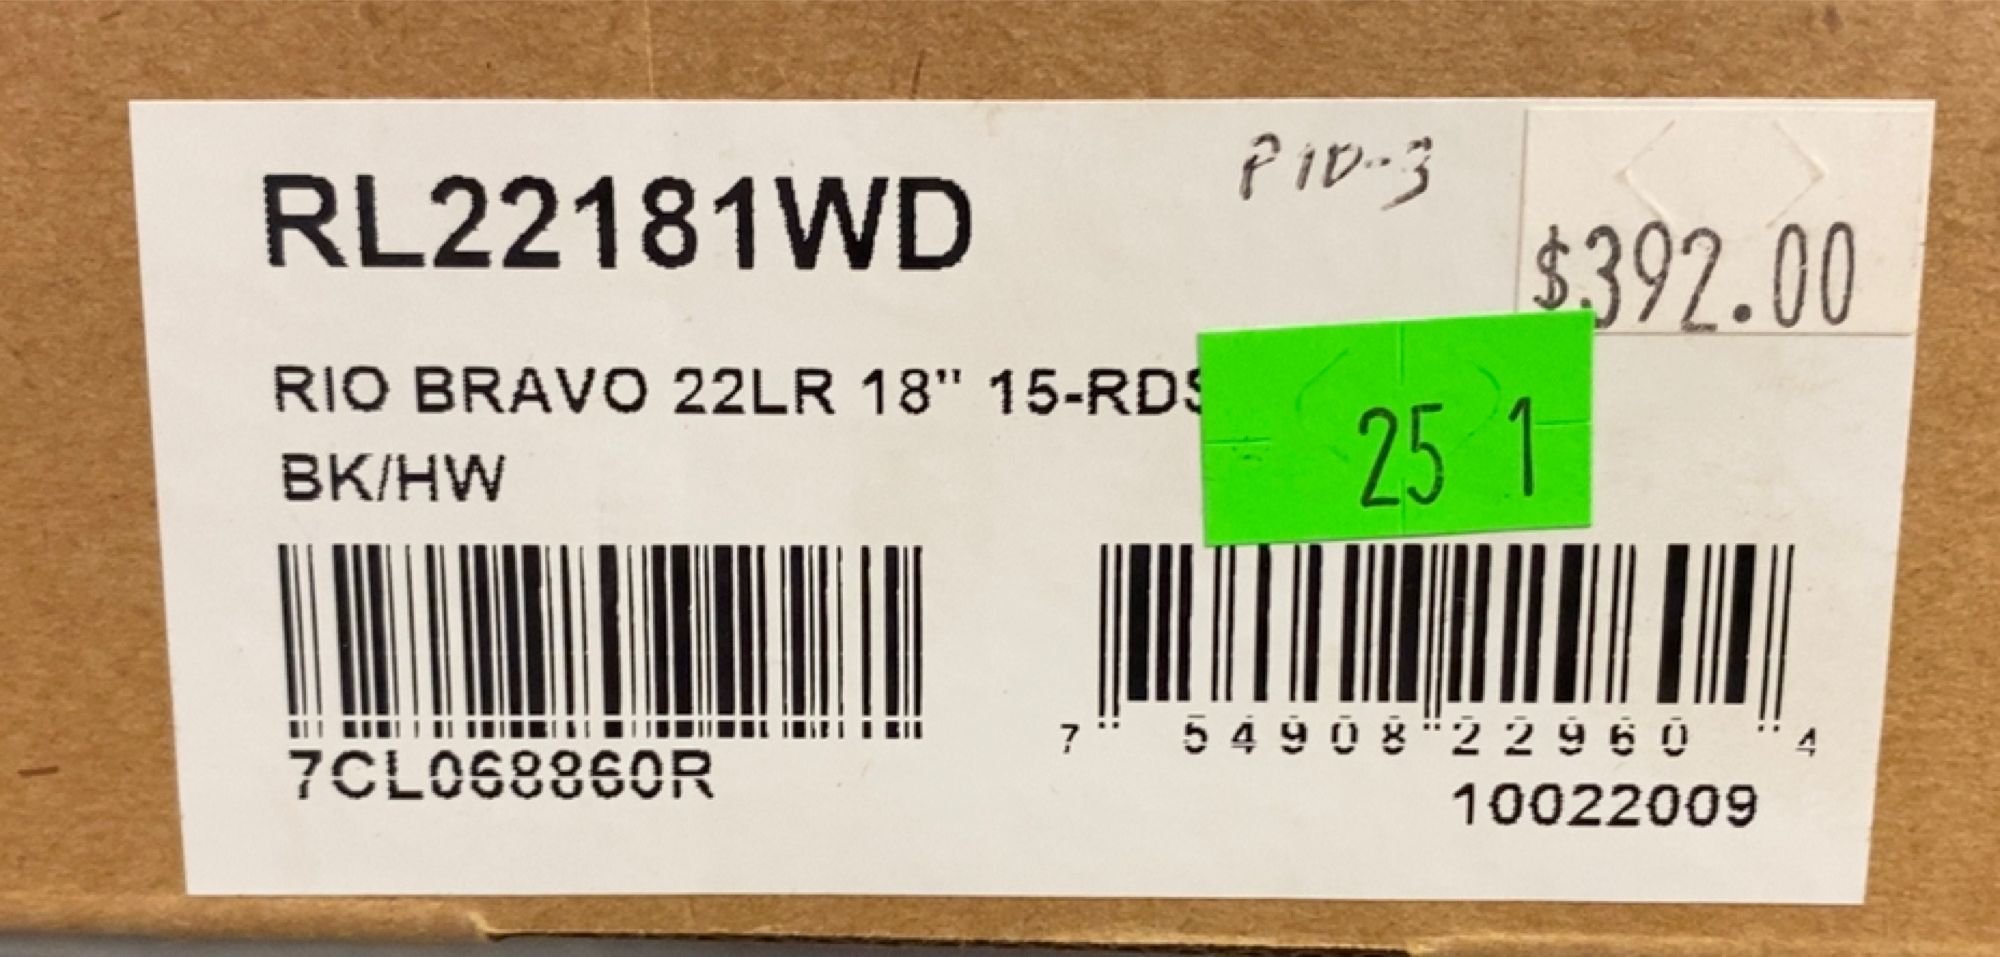 RL22181WD
P10-3
$392.00
RIO BRAVO 22LR 18" 15-RDS
BK/HW
25 1
7CL068860R
7 54908 22960 4
10022009